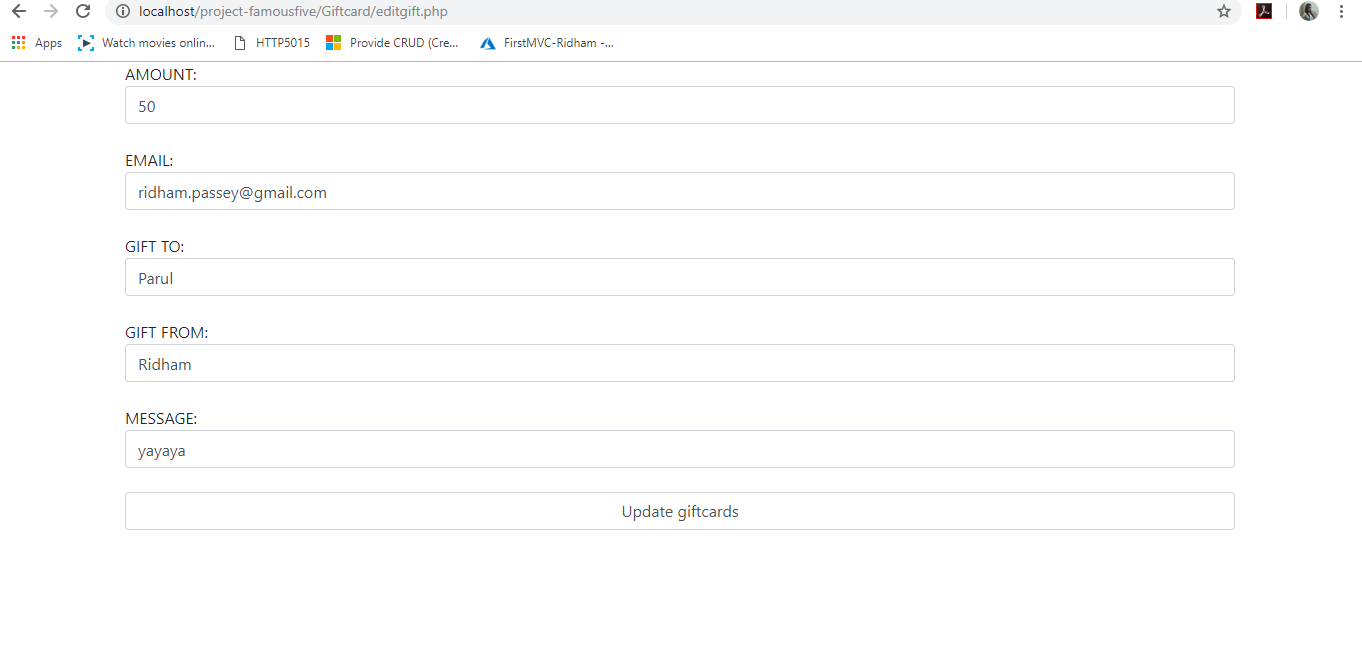 localhost/project-famousfive/Giftcard/editgift.php
Apps Watch movies onlin... HTTP5015 Provide CRUD (Cre... FirstMVC-Ridham -...
AMOUNT:
50
EMAIL:
ridham.passey@gmail.com
GIFT TO:
Parul
GIFT FROM:
Ridham
MESSAGE:
yayaya
Update giftcards